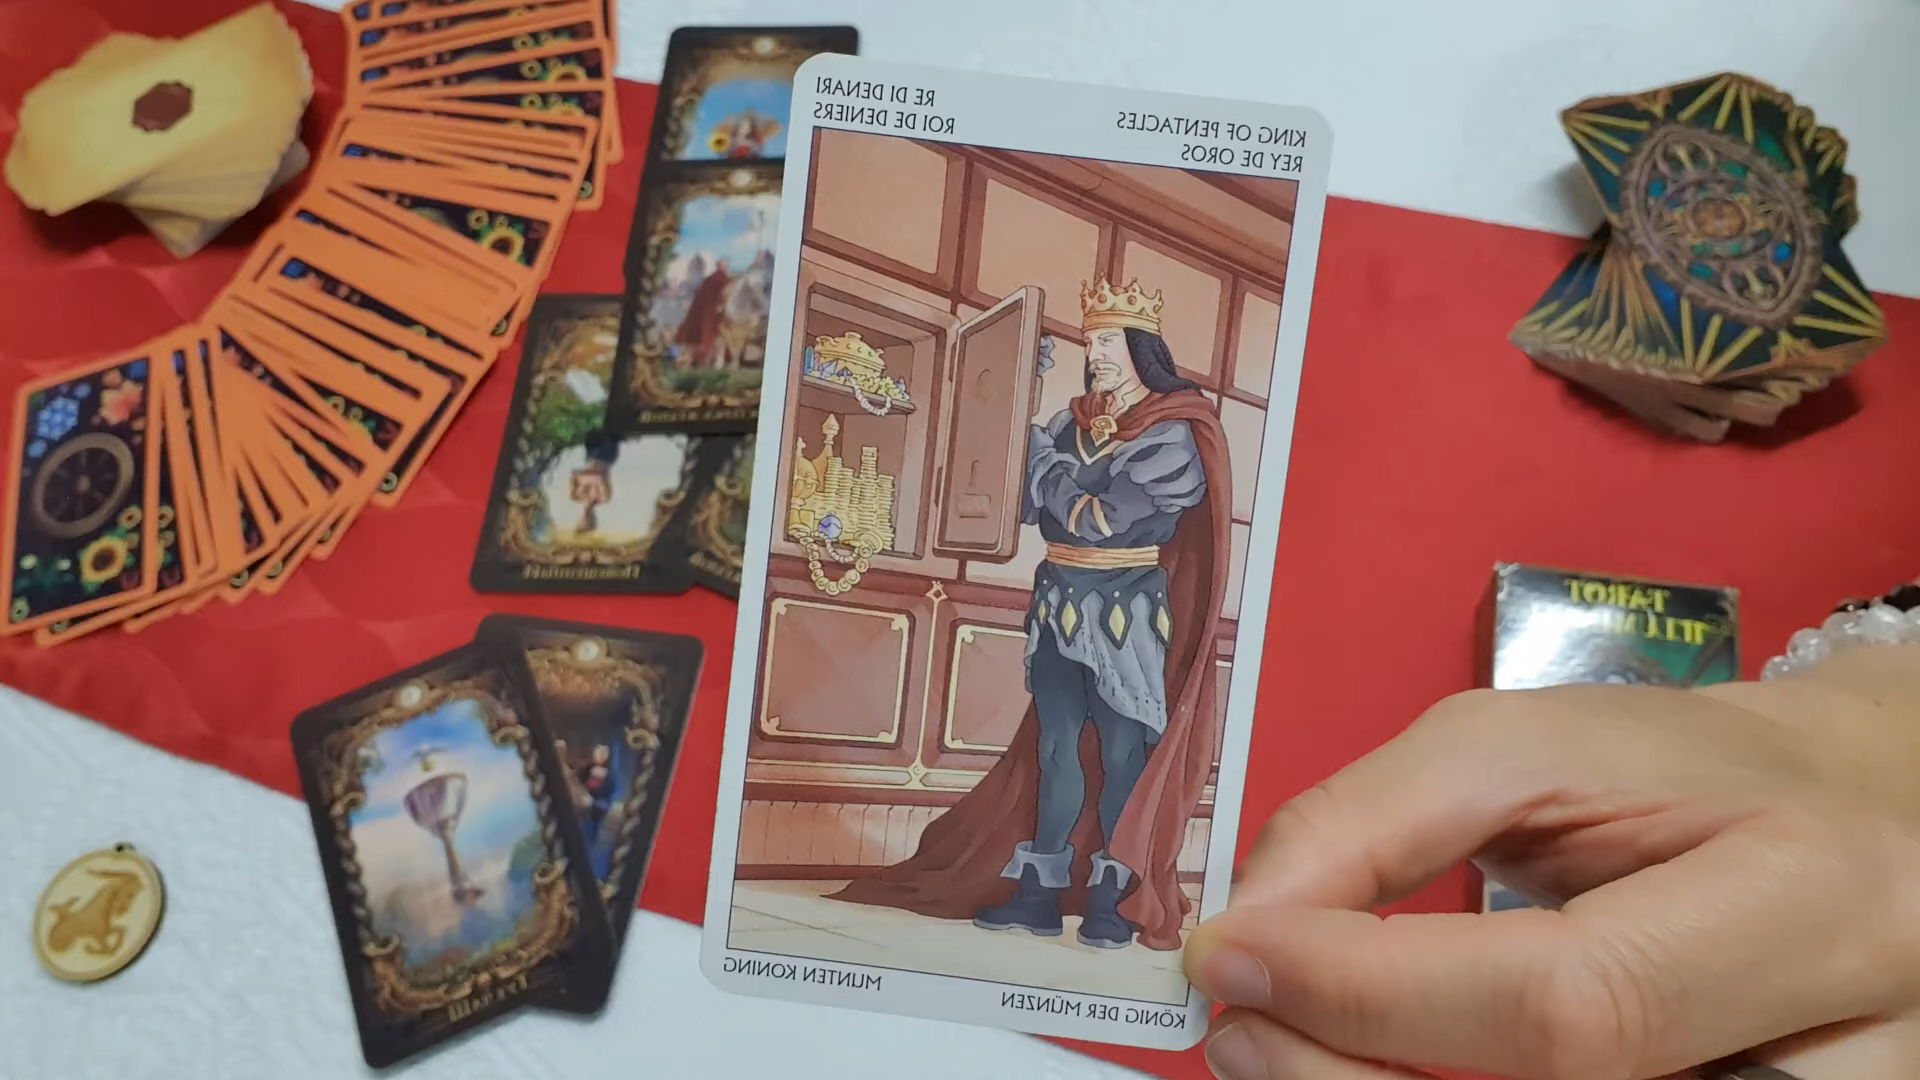 RE DI DENARI
ROI DE DENIERS
KING OF PENTACLES
REY DE OROS
MUNTEN KONING
KÖNIG DER MÜNZEN
TAROT